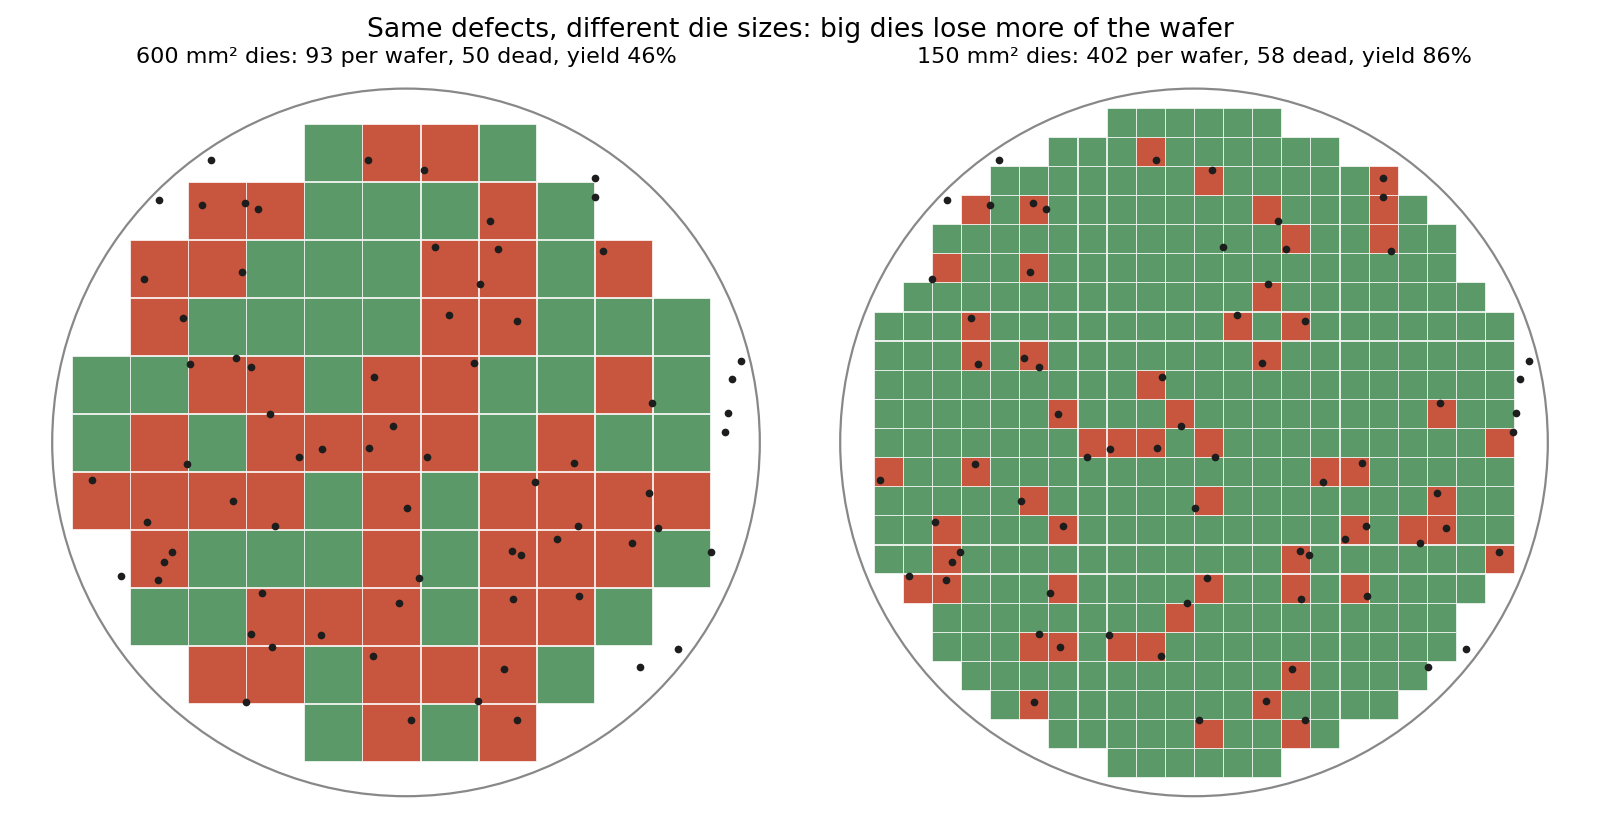 Same defects, different die sizes: big dies lose more of the wafer
600 mm² dies: 93 per wafer, 50 dead, yield 46%
150 mm² dies: 402 per wafer, 58 dead, yield 86%